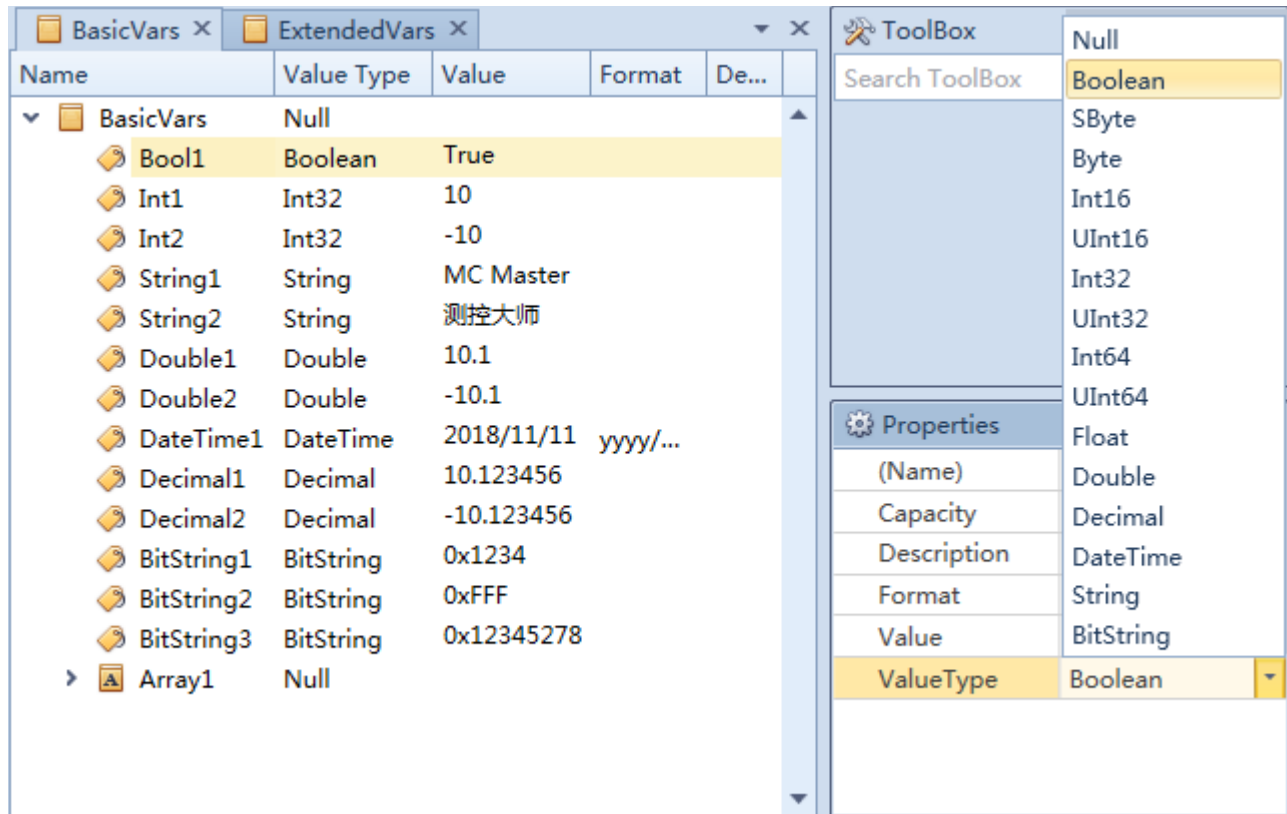 BasicVars
ExtendedVars
Name Value Type Value Format De...
BasicVars Null
Bool1 Boolean True
Int1 Int32 10
Int2 Int32 -10
String1 String MC Master
String2 String 测控大师
Double1 Double 10.1
Double2 Double -10.1
DateTime1 DateTime 2018/11/11 yyyy/...
Decimal1 Decimal 10.123456
Decimal2 Decimal -10.123456
BitString1 BitString 0x1234
BitString2 BitString 0xFFF
BitString3 BitString 0x12345278
A Array1 Null
ToolBox
Search ToolBox
Null
Boolean
SByte
Byte
Int16
UInt16
Int32
UInt32
Int64
UInt64
Float
Double
Decimal
DateTime
String
BitString
Properties
(Name)
Capacity
Description
Format
Value
ValueType Boolean